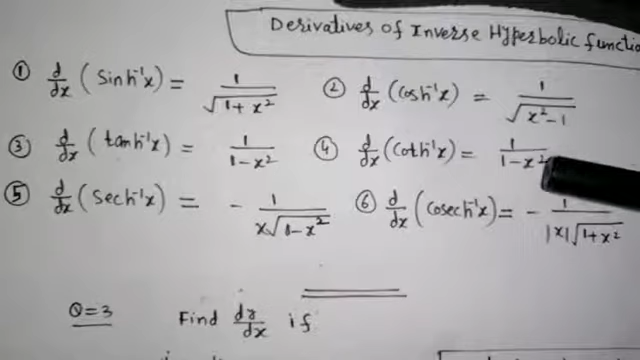 Derivatives of Inverse Hyperbolic functio
① d/dx (Sinh⁻¹x) = 1/√(1+x²) ② d/dx (Cosh⁻¹x) = 1/√(x²-1)
③ d/dx (tanh⁻¹x) = 1/(1-x²) ④ d/dx (Coth⁻¹x) = 1/(1-x²)
⑤ d/dx (Sech⁻¹x) = - 1/(x√(1-x²)) ⑥ d/dx (Cosech⁻¹x) = - 1/(|x|√(1+x²))
Q=3 Find dy/dx if